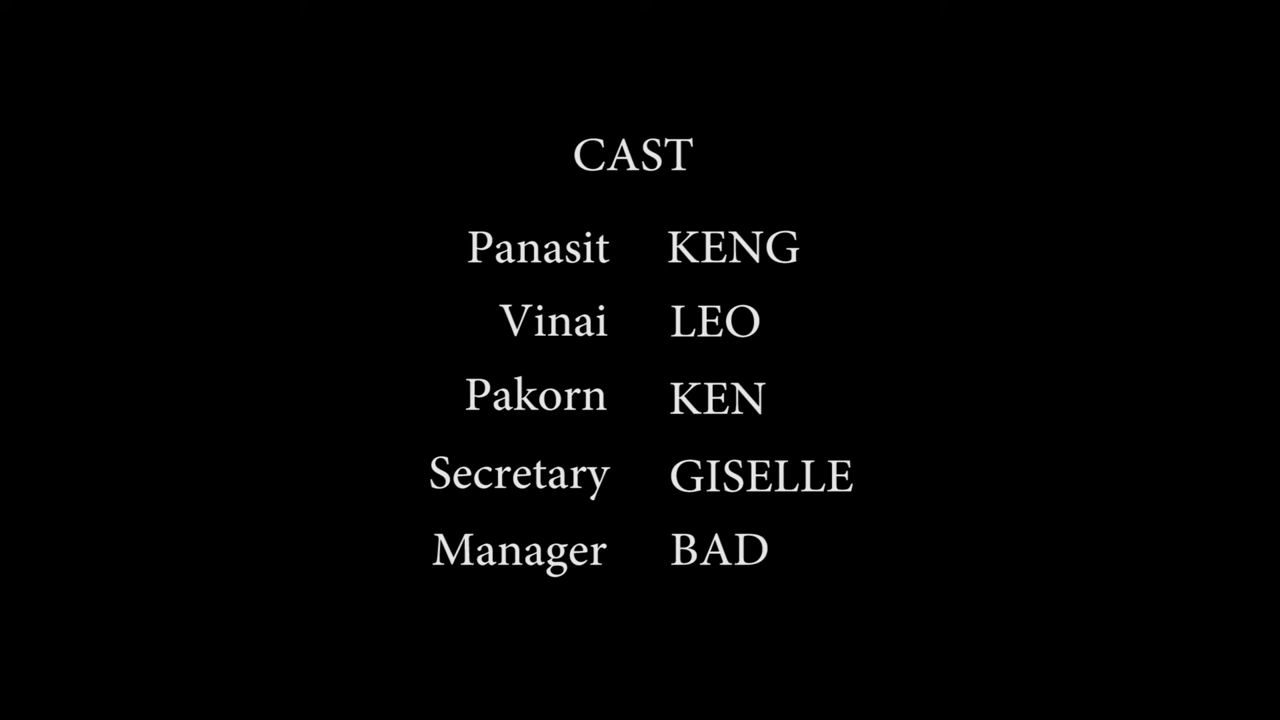 CAST
Panasit KENG
Vinai LEO
Pakorn KEN
Secretary GISELLE
Manager BAD